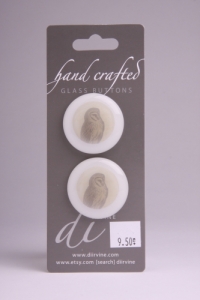 hand crafted
GLASS BUTTONS
di
9.50¢
www.diirvine.com
www.etsy.com {search} diirvine